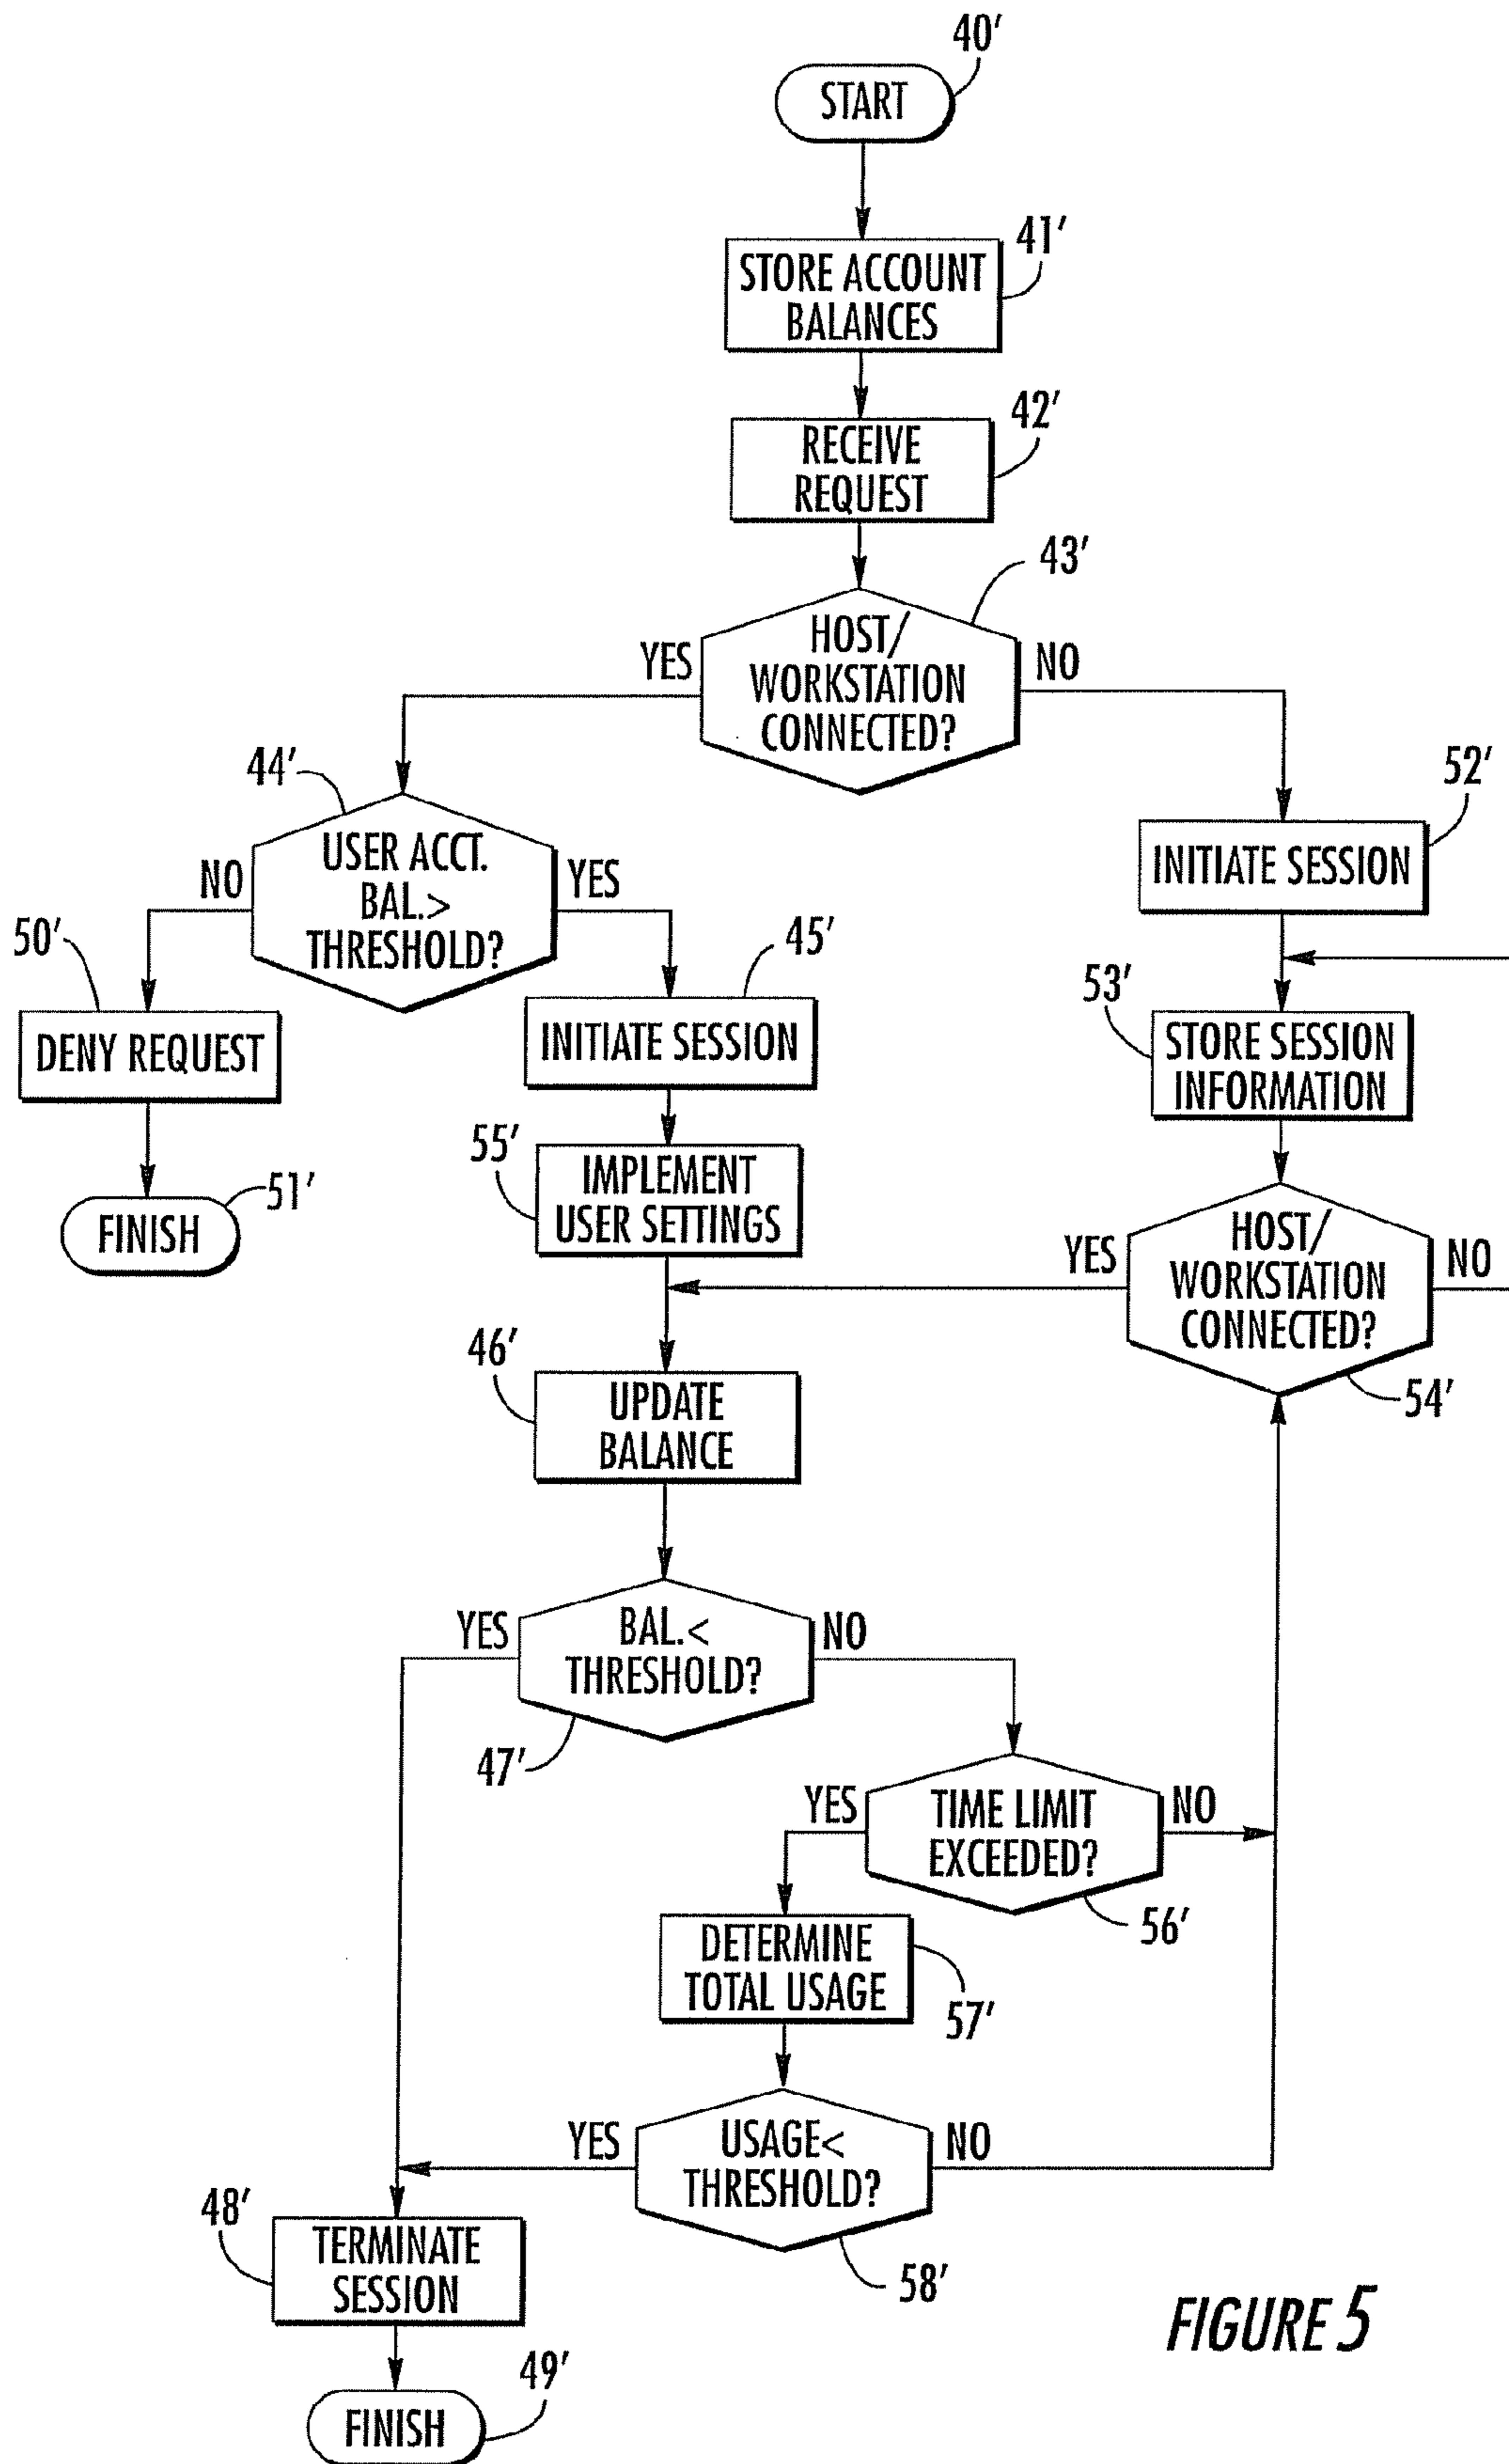 40'
START
41'
STORE ACCOUNT
BALANCES
42'
RECEIVE
REQUEST
43'
HOST/
WORKSTATION
CONNECTED?
YES
NO
44'
USER ACCT.
BAL.>
THRESHOLD?
NO
YES
52'
INITIATE SESSION
50'
DENY REQUEST
45'
INITIATE SESSION
53'
STORE SESSION
INFORMATION
55'
IMPLEMENT
USER SETTINGS
51'
FINISH
HOST/
WORKSTATION
CONNECTED?
YES
NO
54'
46'
UPDATE
BALANCE
BAL.<
THRESHOLD?
YES
NO
47'
TIME LIMIT
EXCEEDED?
YES
NO
56'
DETERMINE
TOTAL USAGE
57'
USAGE<
THRESHOLD?
YES
NO
58'
48'
TERMINATE
SESSION
49'
FINISH
FIGURE 5